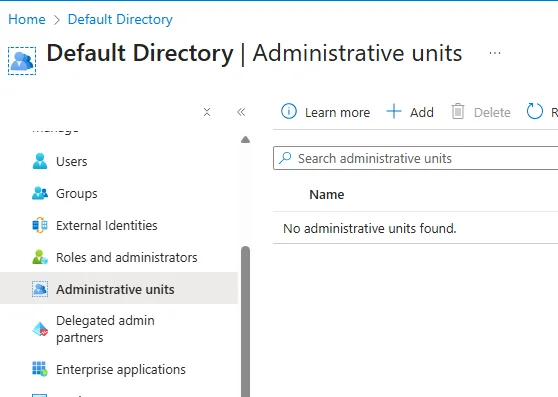 Home > Default Directory
Default Directory | Administrative units ...
Learn more Add Delete R
Manage
Users
Groups
External Identities
Roles and administrators
Administrative units
Delegated admin
partners
Enterprise applications
Search administrative units
Name
No administrative units found.